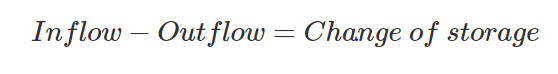 Inflow − Outflow = Change of storage